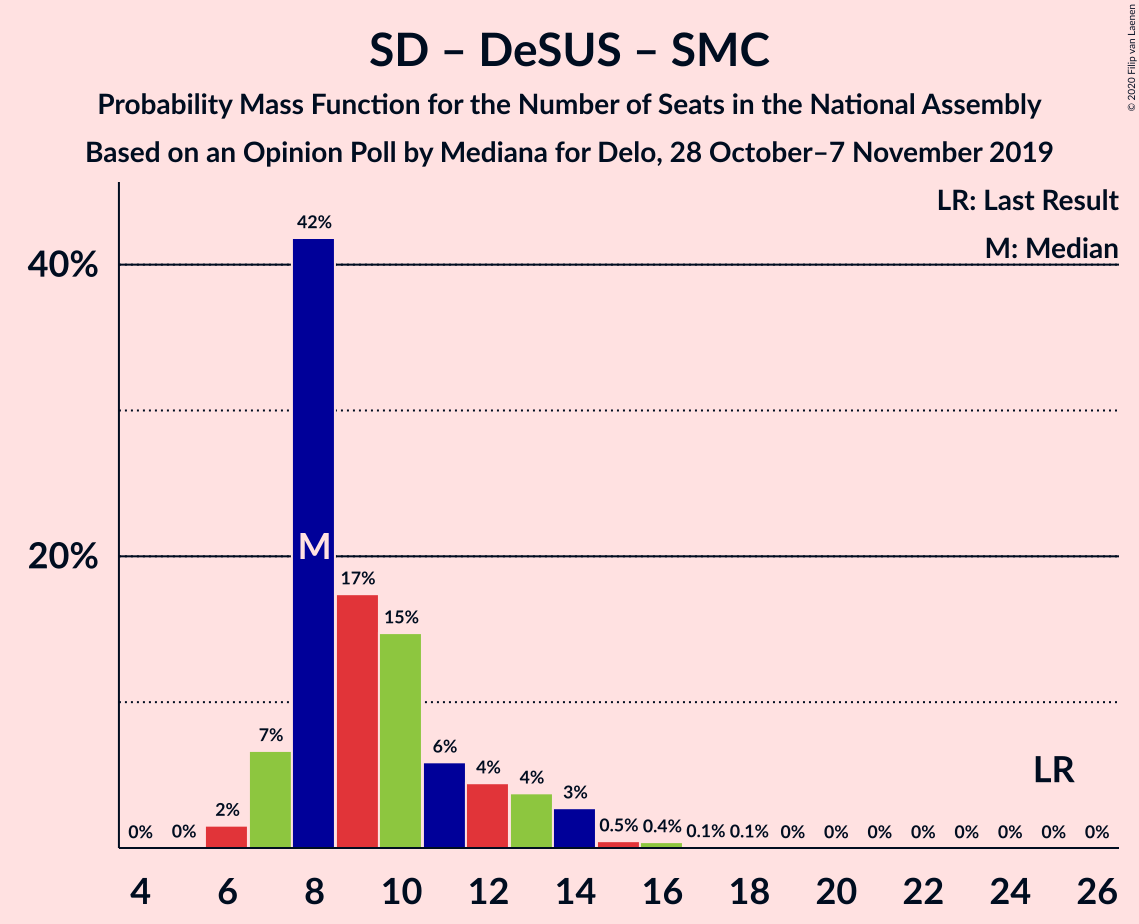 SD – DeSUS – SMC
Probability Mass Function for the Number of Seats in the National Assembly
Based on an Opinion Poll by Mediana for Delo, 28 October–7 November 2019
© 2020 Filip van Laenen
LR: Last Result
M: Median
40%
20%
42%
M
17%
15%
7%
6%
4%
4%
3%
2%
LR
0% 0% 0.5% 0.4% 0.1% 0.1% 0% 0% 0% 0% 0% 0% 0% 0%
4 6 8 10 12 14 16 18 20 22 24 26